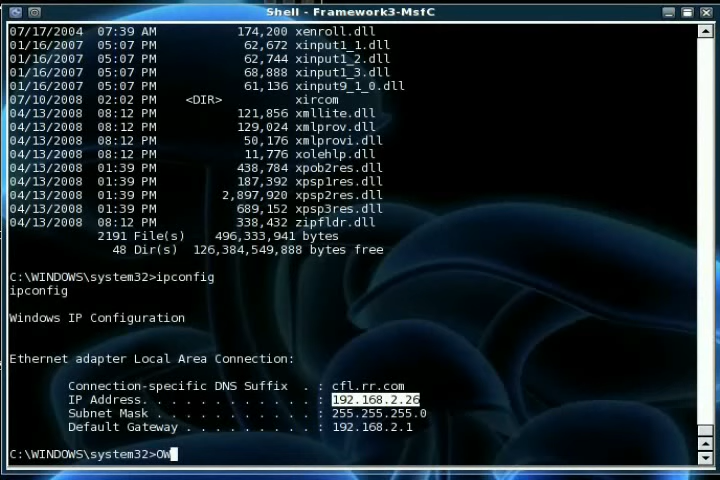 Shell - Framework3-MsfC
07/17/2004  07:39 AM           174,200 xenroll.dll
01/16/2007  05:07 PM            62,672 xinput1_1.dll
01/16/2007  05:07 PM            62,744 xinput1_2.dll
01/16/2007  05:07 PM            68,888 xinput1_3.dll
01/16/2007  05:07 PM            61,136 xinput9_1_0.dll
07/10/2008  02:02 PM    <DIR>          xircom
04/13/2008  08:12 PM           121,856 xmllite.dll
04/13/2008  08:12 PM           129,024 xmlprov.dll
04/13/2008  08:12 PM            50,176 xmlprovi.dll
04/13/2008  08:12 PM            11,776 xolehlp.dll
04/13/2008  01:39 PM           438,784 xpob2res.dll
04/13/2008  01:39 PM           187,392 xpsp1res.dll
04/13/2008  01:39 PM         2,897,920 xpsp2res.dll
04/13/2008  01:39 PM           689,152 xpsp3res.dll
04/13/2008  08:12 PM           338,432 zipfldr.dll
            2191 File(s)    496,333,941 bytes
              48 Dir(s)  126,384,549,888 bytes free
C:\WINDOWS\system32>ipconfig
ipconfig
Windows IP Configuration
Ethernet adapter Local Area Connection:
        Connection-specific DNS Suffix  . : cfl.rr.com
        IP Address. . . . . . . . . . . . : 192.168.2.26
        Subnet Mask . . . . . . . . . . . : 255.255.255.0
        Default Gateway . . . . . . . . . : 192.168.2.1
C:\WINDOWS\system32>OW